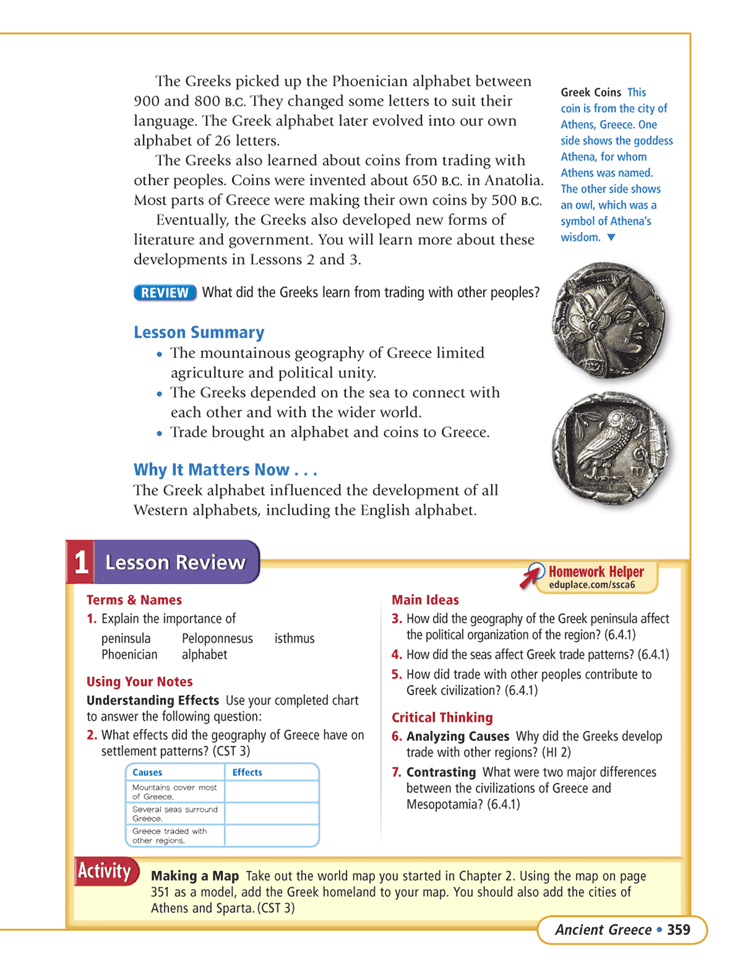 The Greeks picked up the Phoenician alphabet between
900 and 800 B.C. They changed some letters to suit their
language. The Greek alphabet later evolved into our own
alphabet of 26 letters.
The Greeks also learned about coins from trading with
other peoples. Coins were invented about 650 B.C. in Anatolia.
Most parts of Greece were making their own coins by 500 B.C.
Eventually, the Greeks also developed new forms of
literature and government. You will learn more about these
developments in Lessons 2 and 3.
REVIEW What did the Greeks learn from trading with other peoples?
Greek Coins This
coin is from the city of
Athens, Greece. One
side shows the goddess
Athena, for whom
Athens was named.
The other side shows
an owl, which was a
symbol of Athena's
wisdom. ▼
Lesson Summary
• The mountainous geography of Greece limited
agriculture and political unity.
• The Greeks depended on the sea to connect with
each other and with the wider world.
• Trade brought an alphabet and coins to Greece.
Why It Matters Now . . .
The Greek alphabet influenced the development of all
Western alphabets, including the English alphabet.
1 Lesson Review
Homework Helper
eduplace.com/ssca6
Terms & Names
1. Explain the importance of
peninsula Peloponnesus isthmus
Phoenician alphabet
Using Your Notes
Understanding Effects Use your completed chart
to answer the following question:
2. What effects did the geography of Greece have on
settlement patterns? (CST 3)
Causes Effects
Mountains cover most
of Greece.
Several seas surround
Greece.
Greece traded with
other regions.
Main Ideas
3. How did the geography of the Greek peninsula affect
the political organization of the region? (6.4.1)
4. How did the seas affect Greek trade patterns? (6.4.1)
5. How did trade with other peoples contribute to
Greek civilization? (6.4.1)
Critical Thinking
6. Analyzing Causes Why did the Greeks develop
trade with other regions? (HI 2)
7. Contrasting What were two major differences
between the civilizations of Greece and
Mesopotamia? (6.4.1)
Activity
Making a Map Take out the world map you started in Chapter 2. Using the map on page
351 as a model, add the Greek homeland to your map. You should also add the cities of
Athens and Sparta. (CST 3)
Ancient Greece • 359